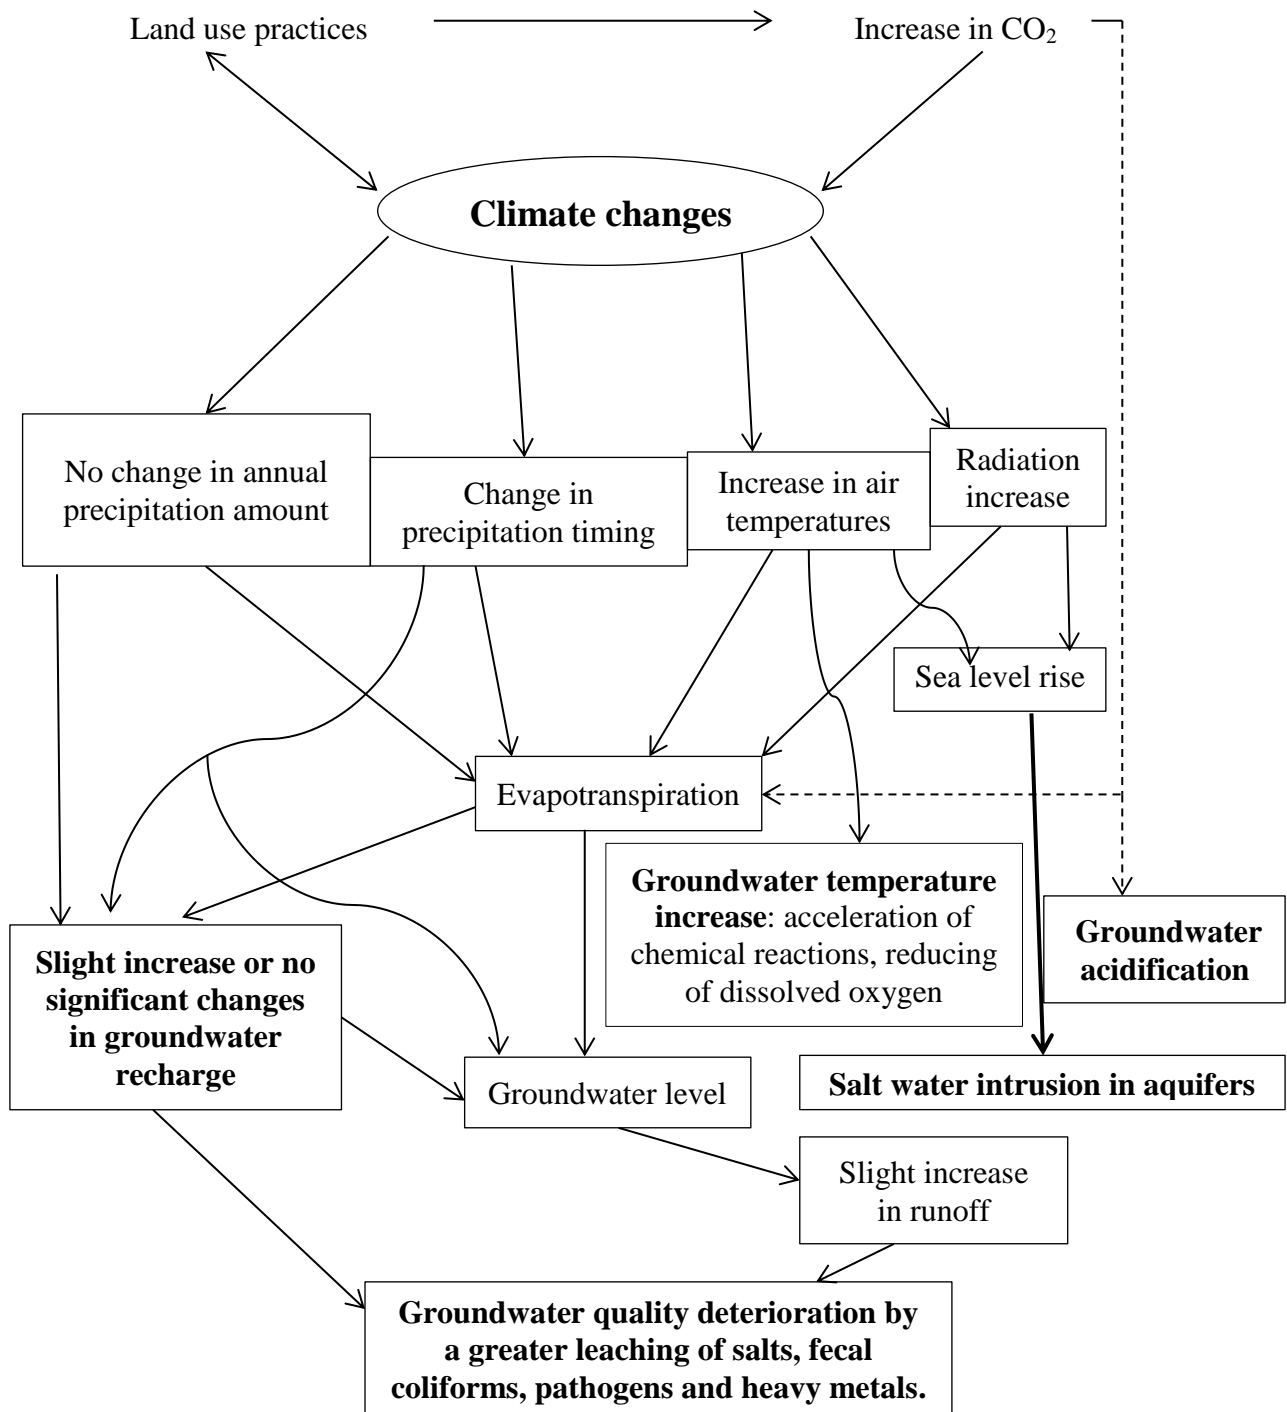 Land use practices
Increase in CO₂
Climate changes
No change in annual
precipitation amount
Change in
precipitation timing
Increase in air
temperatures
Radiation
increase
Sea level rise
Evapotranspiration
Groundwater temperature
increase: acceleration of
chemical reactions, reducing
of dissolved oxygen
Groundwater
acidification
Slight increase or no
significant changes
in groundwater
recharge
Groundwater level
Salt water intrusion in aquifers
Slight increase
in runoff
Groundwater quality deterioration by
a greater leaching of salts, fecal
coliforms, pathogens and heavy metals.